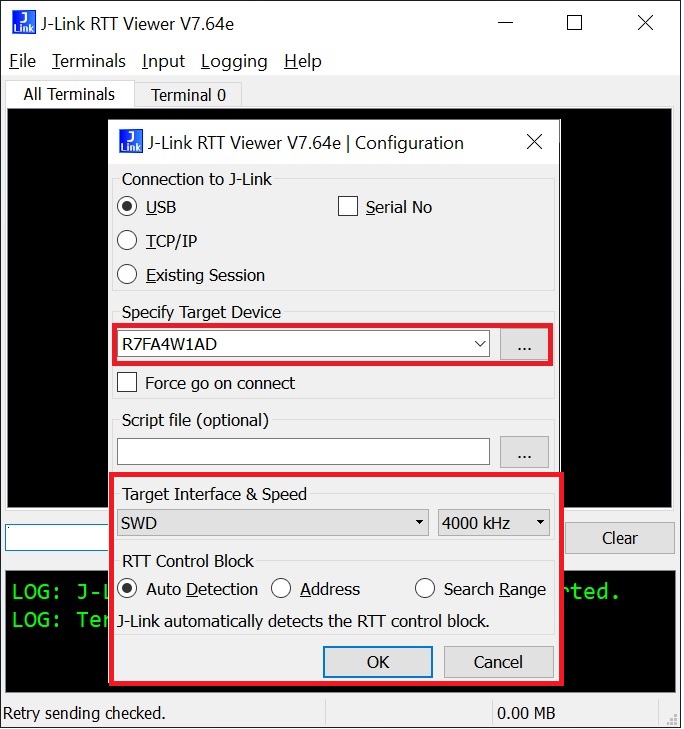 J-Link RTT Viewer V7.64e
File Terminals Input Logging Help
All Terminals Terminal 0
J-Link RTT Viewer V7.64e | Configuration
Connection to J-Link
USB Serial No
TCP/IP
Existing Session
Specify Target Device
R7FA4W1AD ...
Force go on connect
Script file (optional)
...
Target Interface & Speed
SWD 4000 kHz
Clear
RTT Control Block
Auto Detection Address Search Range
LOG: J-L rted.
J-Link automatically detects the RTT control block.
LOG: Ter
OK Cancel
Retry sending checked. 0.00 MB